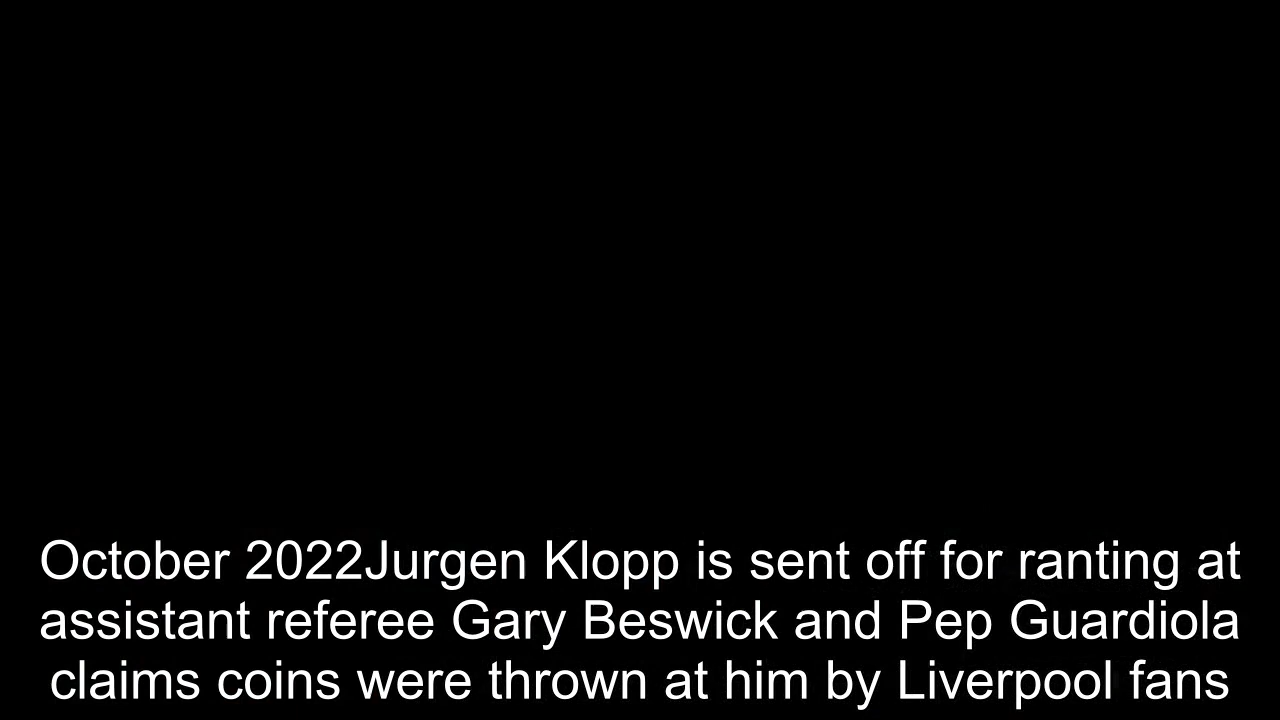 October 2022Jurgen Klopp is sent off for ranting at
assistant referee Gary Beswick and Pep Guardiola
claims coins were thrown at him by Liverpool fans